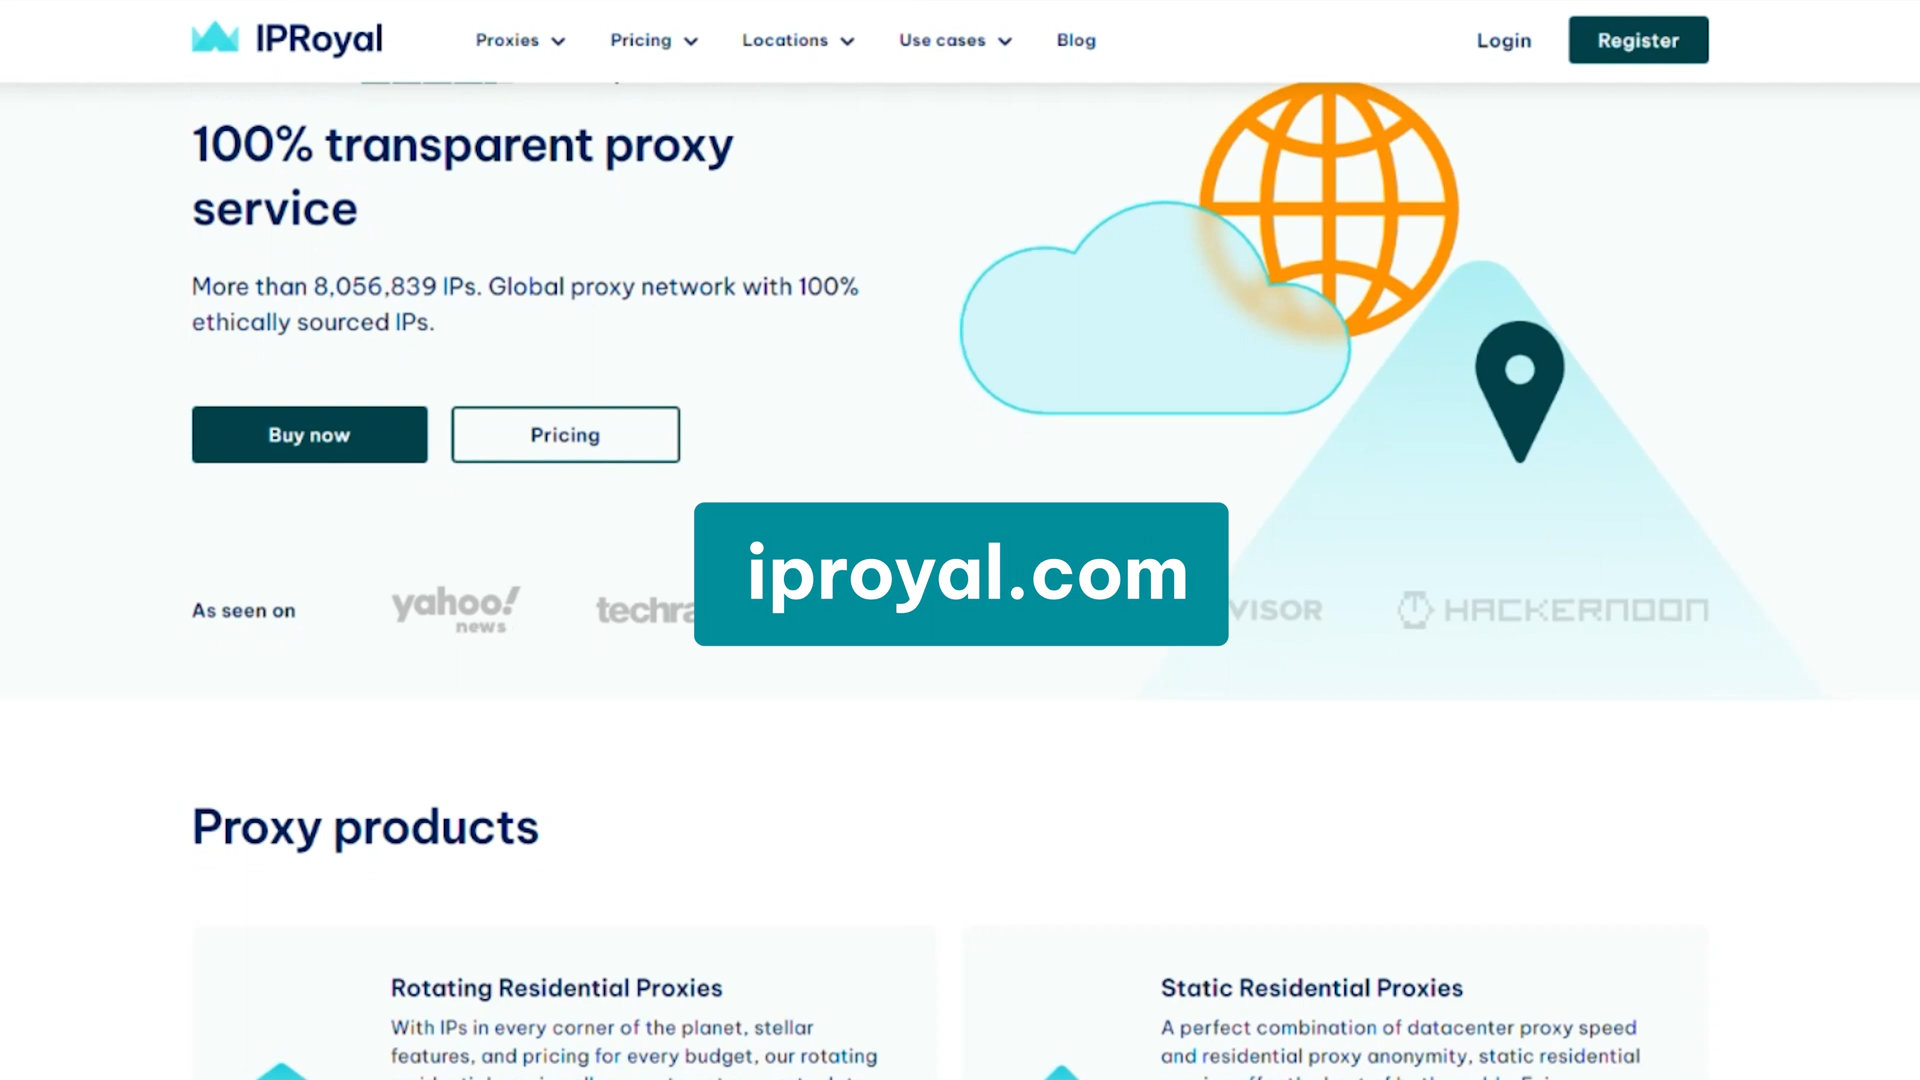 IPRoyal
Proxies
Pricing
Locations
Use cases
Blog
Login
Register
100% transparent proxy
service
More than 8,056,839 IPs. Global proxy network with 100%
ethically sourced IPs.
Buy now
Pricing
iproyal.com
As seen on
yahoo!
news
techra
VISOR
HACKERNOON
Proxy products
Rotating Residential Proxies
With IPs in every corner of the planet, stellar
features, and pricing for every budget, our rotating
Static Residential Proxies
A perfect combination of datacenter proxy speed
and residential proxy anonymity, static residential